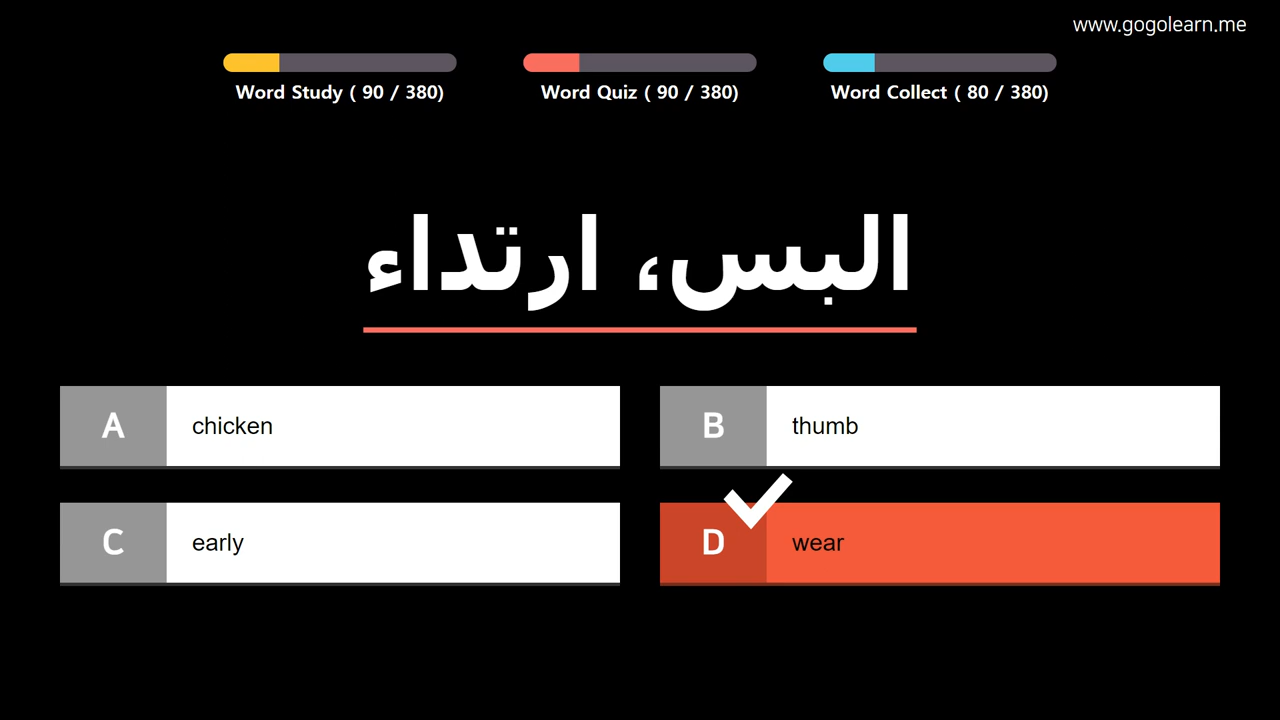 www.gogolearn.me
Word Study ( 90 / 380)
Word Quiz ( 90 / 380)
Word Collect ( 80 / 380)
البس، ارتداء
A chicken
B thumb
C early
D wear